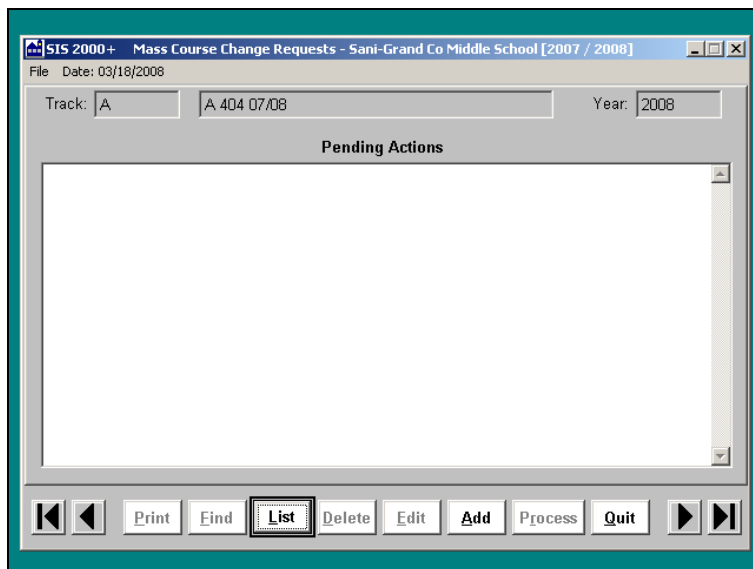 SIS 2000+ Mass Course Change Requests - Sani-Grand Co Middle School [2007 / 2008]
File Date: 03/18/2008
Track: A A 404 07/08 Year: 2008
Pending Actions
Print Find List Delete Edit Add Process Quit